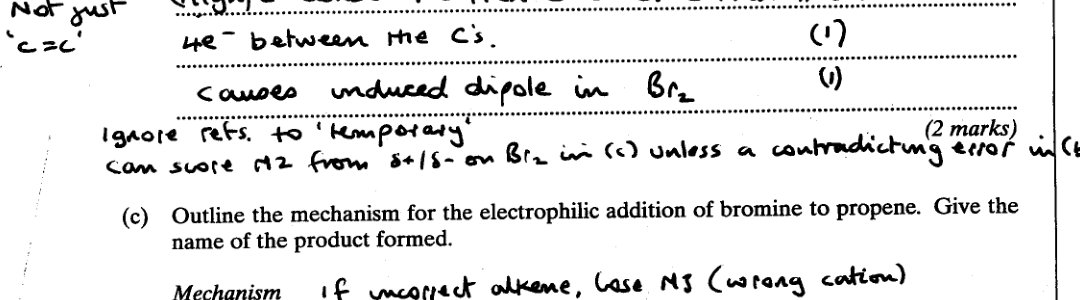 Not just
'C=C'
4e⁻ between the C's. (1)
causes induced dipole in Br₂ (1)
(2 marks)
Ignore refs. to 'temporary'
can score M2 from δ+/δ- on Br₂ in (c) unless a contradicting error in
(c) Outline the mechanism for the electrophilic addition of bromine to propene. Give the
name of the product formed.
Mechanism If incorrect alkene, lose M3 (wrong cation)